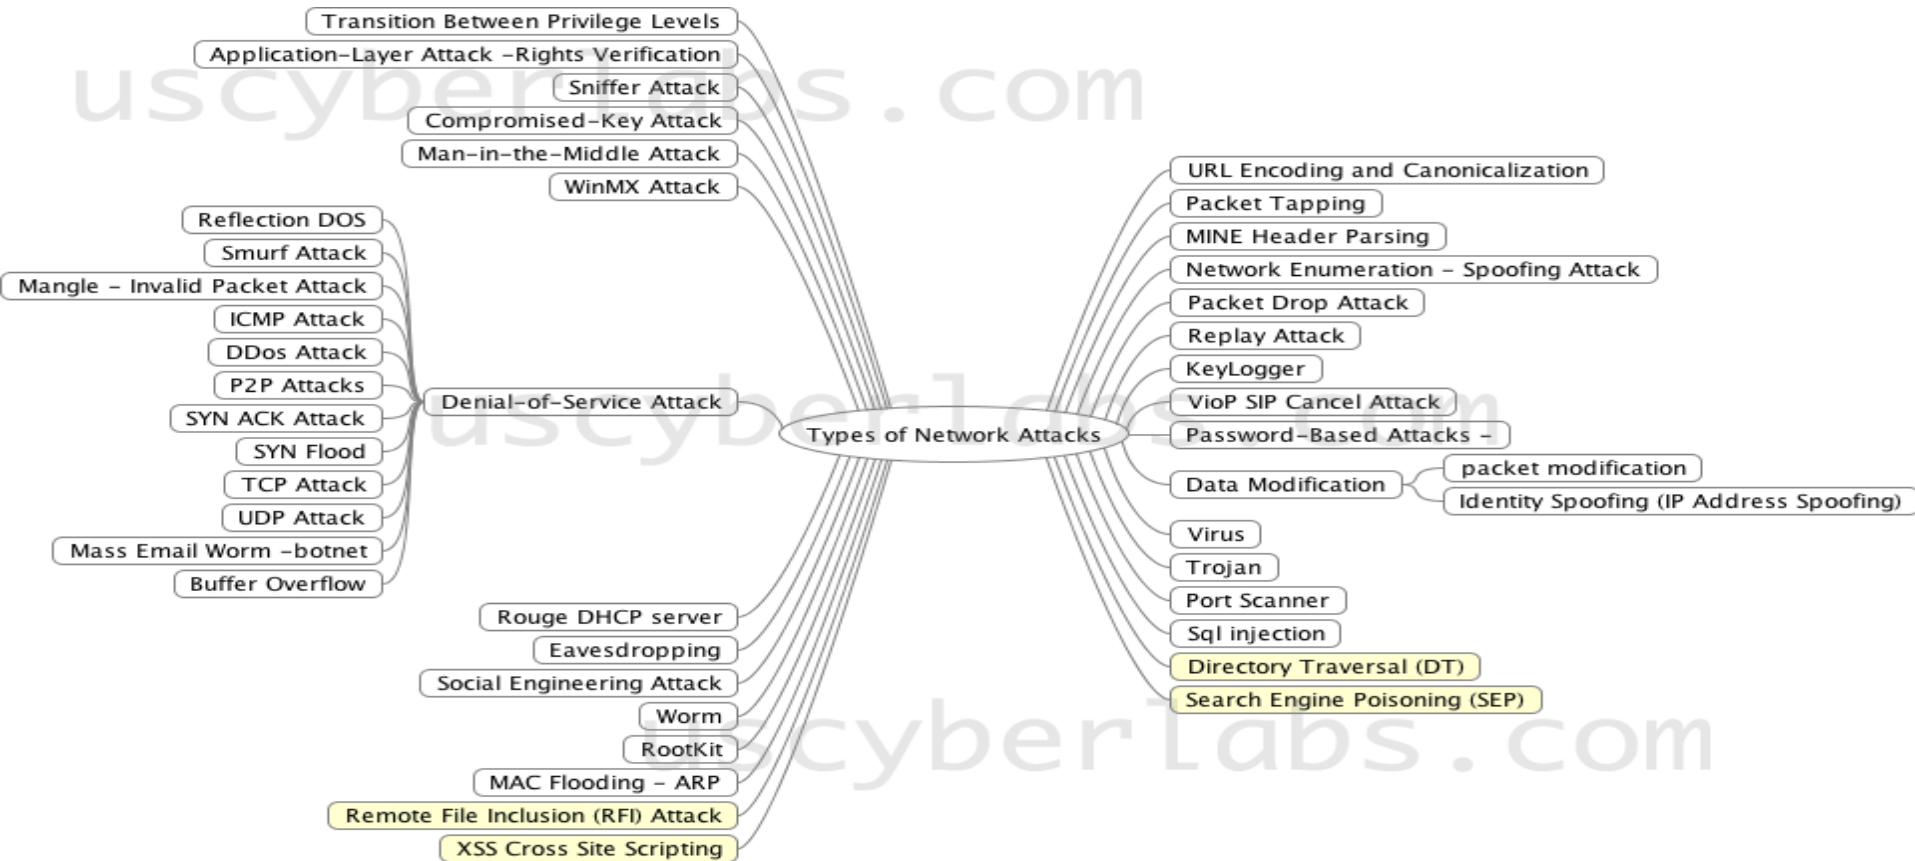 Transition Between Privilege Levels
Application-Layer Attack -Rights Verification
Sniffer Attack
Compromised-Key Attack
Man-in-the-Middle Attack
WinMX Attack
Reflection DOS
Smurf Attack
Mangle - Invalid Packet Attack
ICMP Attack
DDos Attack
P2P Attacks
SYN ACK Attack
SYN Flood
TCP Attack
UDP Attack
Mass Email Worm -botnet
Buffer Overflow
Denial-of-Service Attack
Rouge DHCP server
Eavesdropping
Social Engineering Attack
Worm
RootKit
MAC Flooding - ARP
Remote File Inclusion (RFI) Attack
XSS Cross Site Scripting
Types of Network Attacks
URL Encoding and Canonicalization
Packet Tapping
MINE Header Parsing
Network Enumeration - Spoofing Attack
Packet Drop Attack
Replay Attack
KeyLogger
VioP SIP Cancel Attack
Password-Based Attacks -
Data Modification
packet modification
Identity Spoofing (IP Address Spoofing)
Virus
Trojan
Port Scanner
Sql injection
Directory Traversal (DT)
Search Engine Poisoning (SEP)
uscyberlabs.com
uscyberlabs.com
uscyberlabs.com